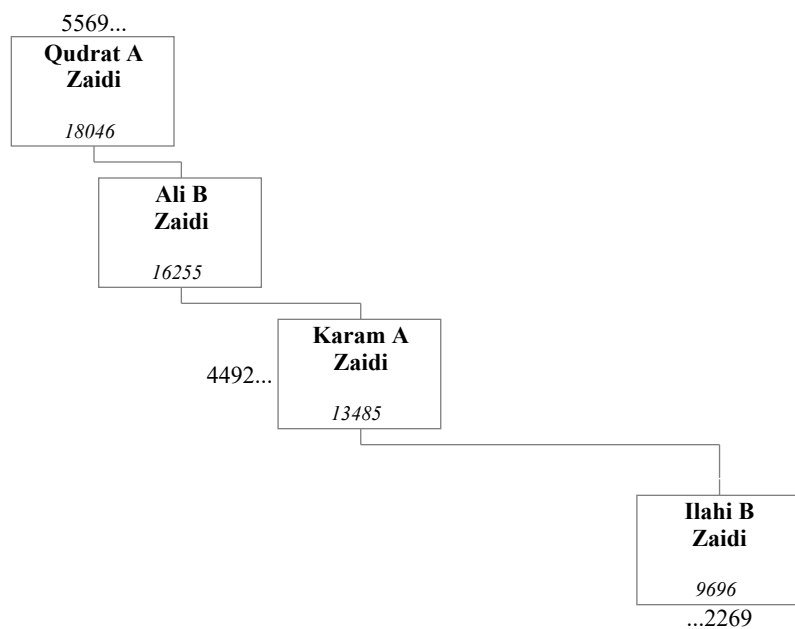 5569...
Qudrat A
Zaidi
18046
Ali B
Zaidi
16255
Karam A
Zaidi
4492...
13485
Ilahi B
Zaidi
9696
...2269